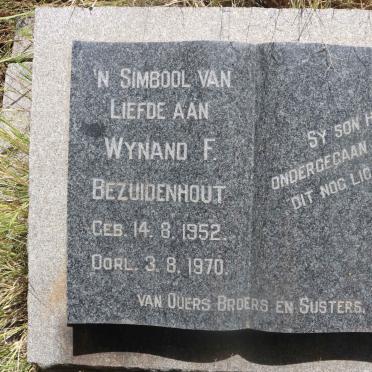 'N SIMBOOL VAN
LIEFDE AAN
WYNAND F.
BEZUIDENHOUT
GEB. 14. 8. 1952.
OORL. 3. 8. 1970.
VAN OUERS BROERS EN SUSTERS.
SY SON H
ONDERGEGAAN
DIT NOG LIG